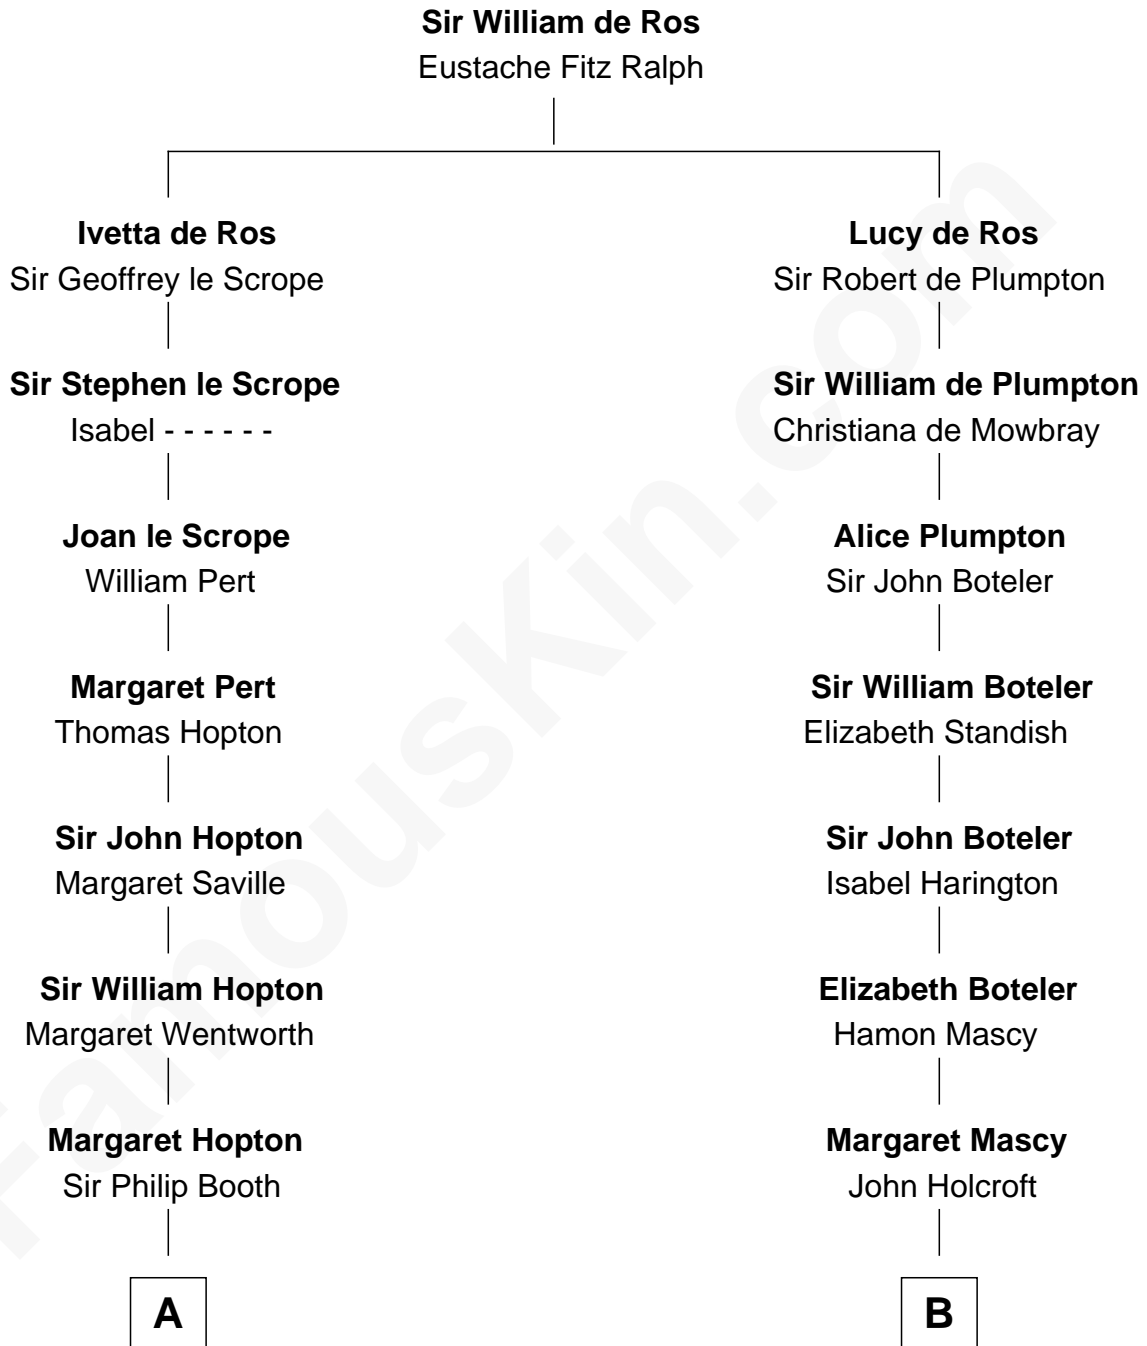 Sir William de Ros
Eustache Fitz Ralph
Ivetta de Ros
Sir Geoffrey le Scrope
Lucy de Ros
Sir Robert de Plumpton
Sir Stephen le Scrope
Isabel - - - - - -
Sir William de Plumpton
Christiana de Mowbray
Joan le Scrope
William Pert
Alice Plumpton
Sir John Boteler
Margaret Pert
Thomas Hopton
Sir William Boteler
Elizabeth Standish
Sir John Hopton
Margaret Saville
Sir John Boteler
Isabel Harington
Sir William Hopton
Margaret Wentworth
Elizabeth Boteler
Hamon Mascy
Margaret Hopton
Sir Philip Booth
Margaret Mascy
John Holcroft
A
B
FamousKin.com